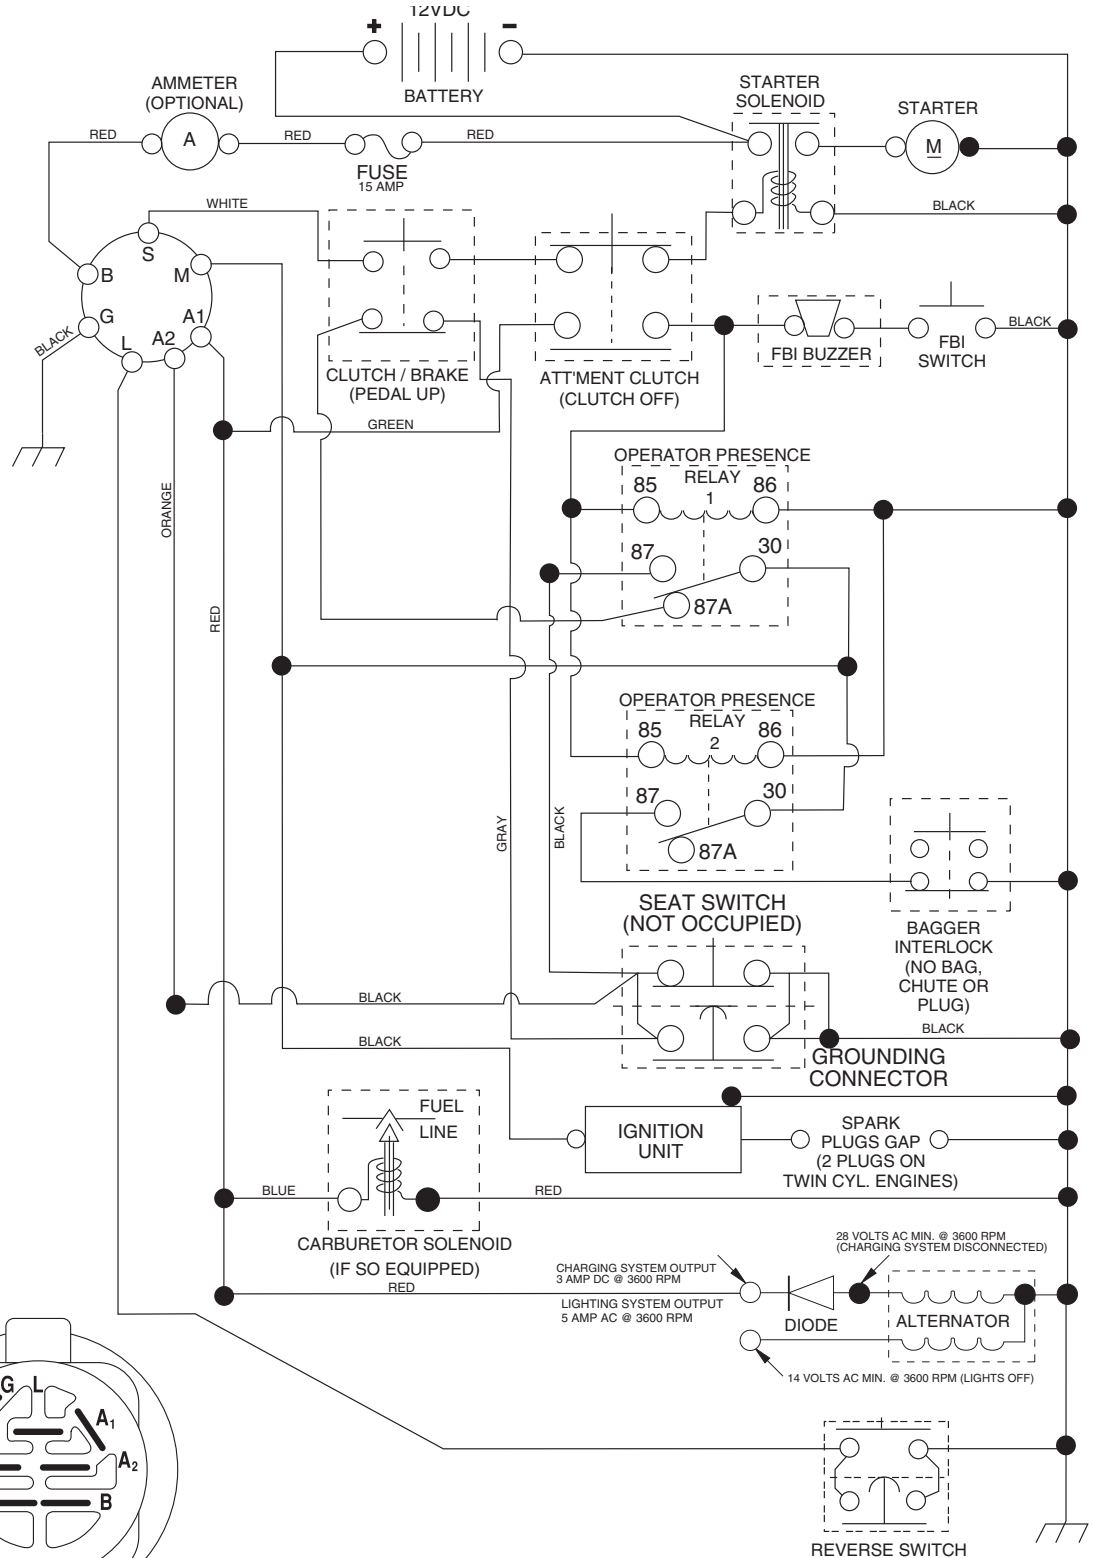 12VDC
+
-
BATTERY
AMMETER
(OPTIONAL)
A
RED
RED
RED
FUSE
15 AMP
STARTER
SOLENOID
STARTER
M
WHITE
BLACK
S
B
M
G
A1
A2
L
BLACK
CLUTCH / BRAKE
(PEDAL UP)
ATT'MENT CLUTCH
(CLUTCH OFF)
FBI BUZZER
FBI
SWITCH
BLACK
GREEN
OPERATOR PRESENCE
RELAY
1
85
86
87
30
87A
ORANGE
RED
OPERATOR PRESENCE
RELAY
2
85
86
87
30
87A
GRAY
BLACK
SEAT SWITCH
(NOT OCCUPIED)
BAGGER
INTERLOCK
(NO BAG,
CHUTE OR
PLUG)
BLACK
BLACK
BLACK
GROUNDING
CONNECTOR
FUEL
LINE
IGNITION
UNIT
SPARK
PLUGS GAP
(2 PLUGS ON
TWIN CYL. ENGINES)
BLUE
RED
CARBURETOR SOLENOID
(IF SO EQUIPPED)
RED
28 VOLTS AC MIN. @ 3600 RPM
(CHARGING SYSTEM DISCONNECTED)
CHARGING SYSTEM OUTPUT
3 AMP DC @ 3600 RPM
LIGHTING SYSTEM OUTPUT
5 AMP AC @ 3600 RPM
DIODE
ALTERNATOR
14 VOLTS AC MIN. @ 3600 RPM (LIGHTS OFF)
G
L
A1
A2
B
REVERSE SWITCH